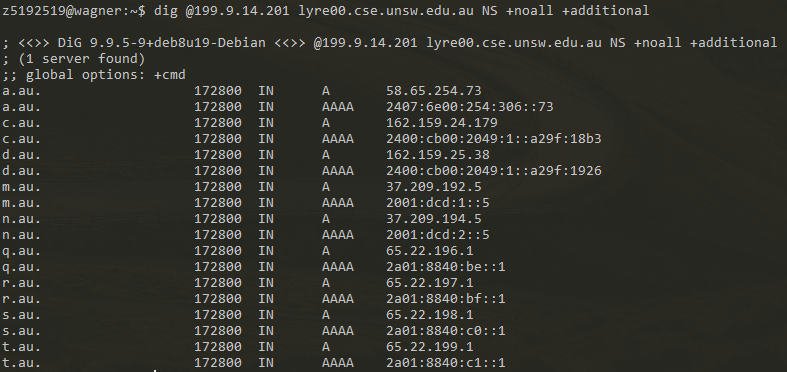 z5192519@wagner:~$ dig @199.9.14.201 lyre00.cse.unsw.edu.au NS +noall +additional
; <<>> DiG 9.9.5-9+deb8u19-Debian <<>> @199.9.14.201 lyre00.cse.unsw.edu.au NS +noall +additional
; (1 server found)
;; global options: +cmd
a.au. 172800 IN A 58.65.254.73
a.au. 172800 IN AAAA 2407:6e00:254:306::73
c.au. 172800 IN A 162.159.24.179
c.au. 172800 IN AAAA 2400:cb00:2049:1::a29f:18b3
d.au. 172800 IN A 162.159.25.38
d.au. 172800 IN AAAA 2400:cb00:2049:1::a29f:1926
m.au. 172800 IN A 37.209.192.5
m.au. 172800 IN AAAA 2001:dcd:1::5
n.au. 172800 IN A 37.209.194.5
n.au. 172800 IN AAAA 2001:dcd:2::5
q.au. 172800 IN A 65.22.196.1
q.au. 172800 IN AAAA 2a01:8840:be::1
r.au. 172800 IN A 65.22.197.1
r.au. 172800 IN AAAA 2a01:8840:bf::1
s.au. 172800 IN A 65.22.198.1
s.au. 172800 IN AAAA 2a01:8840:c0::1
t.au. 172800 IN A 65.22.199.1
t.au. 172800 IN AAAA 2a01:8840:c1::1